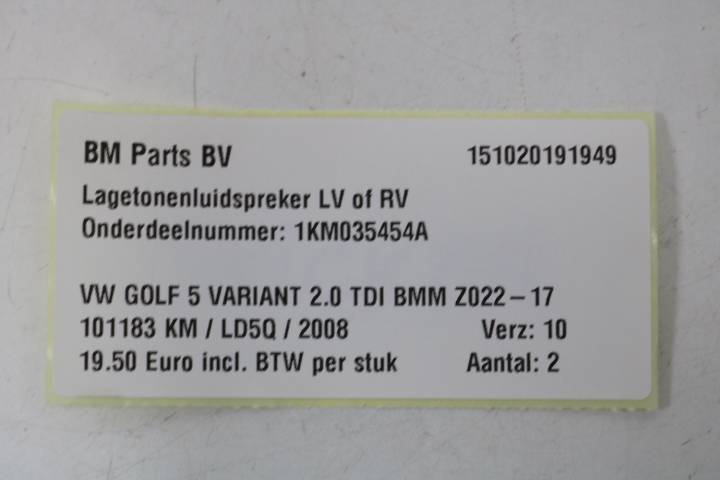 BM Parts BV 151020191949
Lagetonenluidspreker LV of RV
Onderdeelnummer: 1KM035454A
VW GOLF 5 VARIANT 2.0 TDI BMM Z022-17
101183 KM / LD5Q / 2008 Verz: 10
19.50 Euro incl. BTW per stuk Aantal: 2